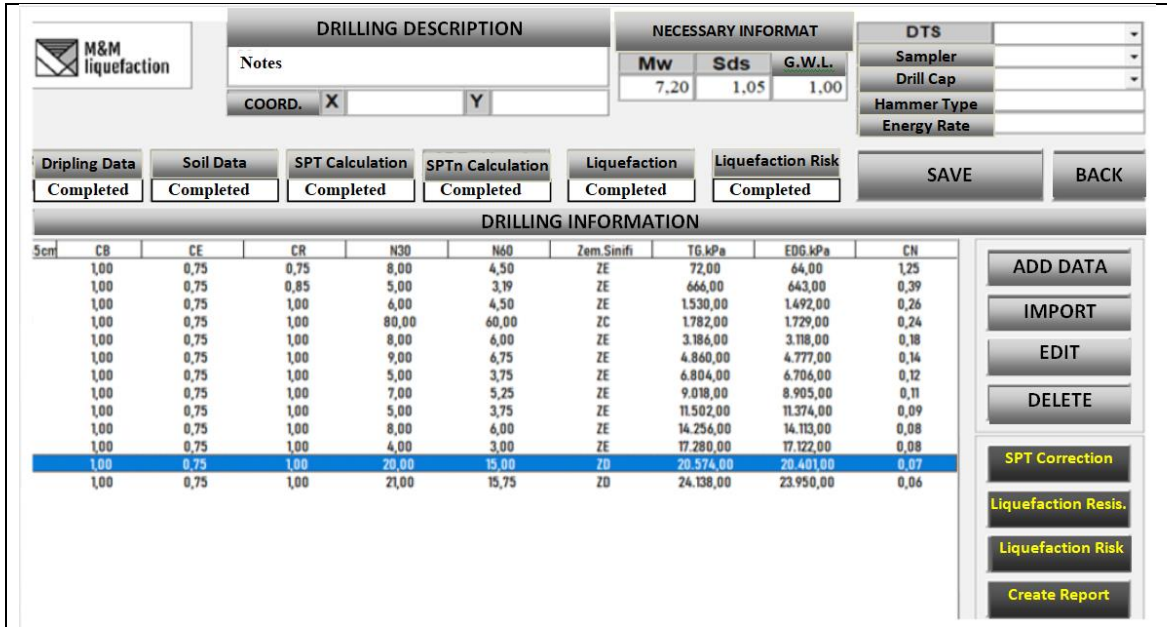 M&M
liquefaction
DRILLING DESCRIPTION
Notes
COORD. X Y
NECESSARY INFORMAT
Mw Sds G.W.L.
7,20 1,05 1,00
DTS
Sampler
Drill Cap
Hammer Type
Energy Rate
Dripling Data Soil Data SPT Calculation SPTn Calculation Liquefaction Liquefaction Risk
Completed Completed Completed Completed Completed Completed
SAVE BACK
DRILLING INFORMATION
5cm CB CE CR N30 N60 Zem.Sinifi TG.kPa EDG.kPa CN
1,00 0,75 0,75 8,00 4,50 ZE 72,00 64,00 1,25
1,00 0,75 0,85 5,00 3,19 ZE 666,00 643,00 0,39
1,00 0,75 1,00 6,00 4,50 ZE 1.530,00 1.492,00 0,26
1,00 0,75 1,00 80,00 60,00 ZC 1.782,00 1.729,00 0,24
1,00 0,75 1,00 8,00 6,00 ZE 3.186,00 3.118,00 0,18
1,00 0,75 1,00 9,00 6,75 ZE 4.860,00 4.777,00 0,14
1,00 0,75 1,00 5,00 3,75 ZE 6.804,00 6.706,00 0,12
1,00 0,75 1,00 7,00 5,25 ZE 9.018,00 8.905,00 0,11
1,00 0,75 1,00 5,00 3,75 ZE 11.502,00 11.374,00 0,09
1,00 0,75 1,00 8,00 6,00 ZE 14.256,00 14.113,00 0,08
1,00 0,75 1,00 4,00 3,00 ZE 17.280,00 17.122,00 0,08
1,00 0,75 1,00 20,00 15,00 ZD 20.574,00 20.401,00 0,07
1,00 0,75 1,00 21,00 15,75 ZD 24.138,00 23.950,00 0,06
ADD DATA
IMPORT
EDIT
DELETE
SPT Correction
Liquefaction Resis.
Liquefaction Risk
Create Report